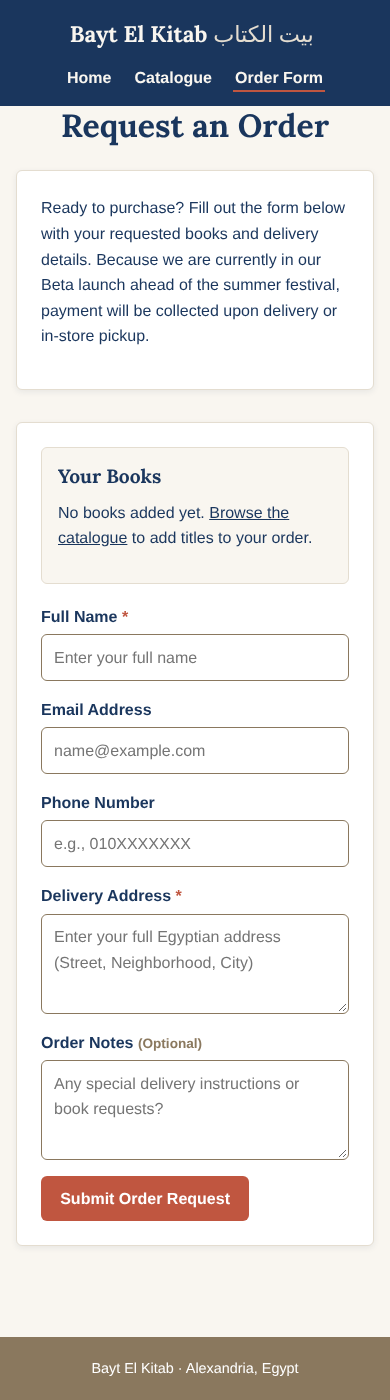 Bayt El Kitab بيت الكتاب
Home Catalogue Order Form
Request an Order
Ready to purchase? Fill out the form below
with your requested books and delivery
details. Because we are currently in our
Beta launch ahead of the summer festival,
payment will be collected upon delivery or
in-store pickup.
Your Books
No books added yet. Browse the
catalogue to add titles to your order.
Full Name *
Enter your full name
Email Address
name@example.com
Phone Number
e.g., 010XXXXXXX
Delivery Address *
Enter your full Egyptian address
(Street, Neighborhood, City)
Order Notes (Optional)
Any special delivery instructions or
book requests?
Submit Order Request
Bayt El Kitab · Alexandria, Egypt